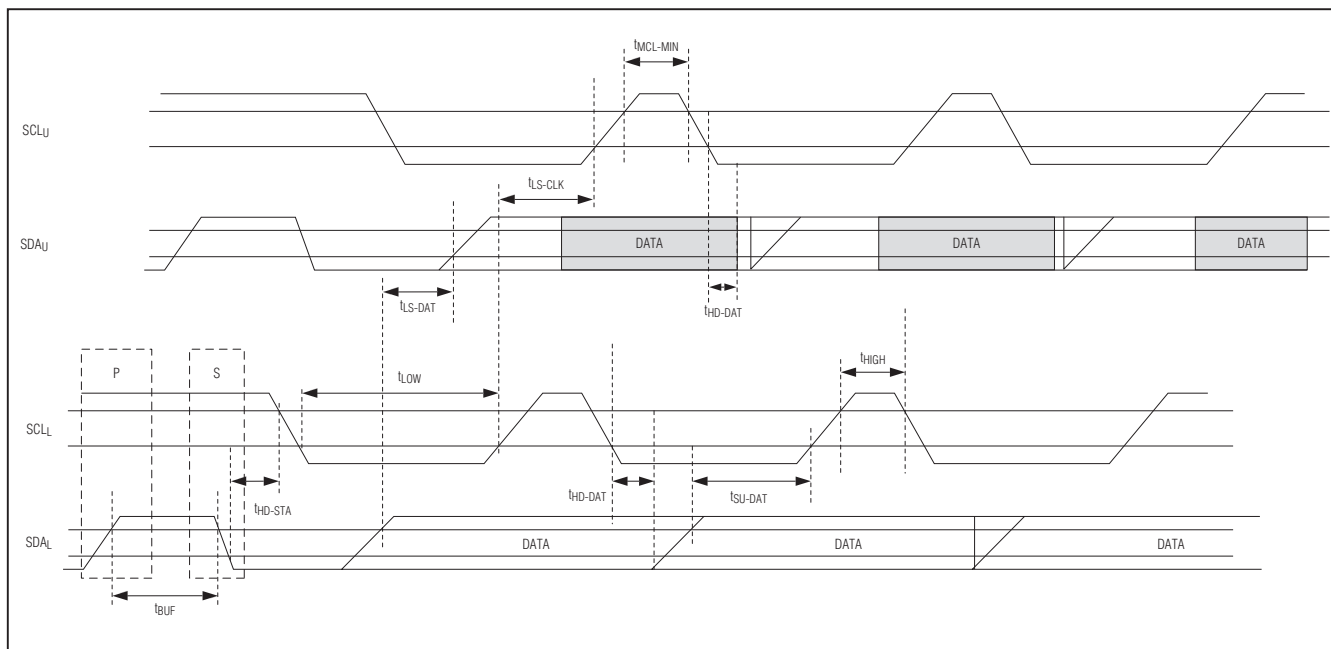 tMCL-MIN
SCLU
tLS-CLK
SDAU
DATA
DATA
DATA
tLS-DAT
tHD-DAT
P
S
tLOW
tHIGH
SCLL
tHD-STA
tHD-DAT
tSU-DAT
SDAL
DATA
DATA
DATA
tBUF